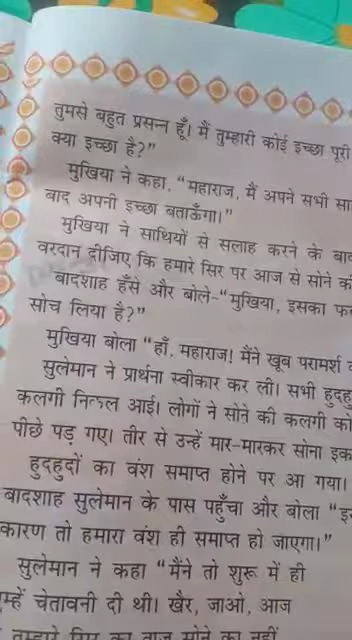 तुमसे बहुत प्रसन्न हूँ। मैं तुम्हारी कोई इच्छा पूरी
क्या इच्छा है?"
मुखिया ने कहा, "महाराज, मैं अपने सभी सा
बाद अपनी इच्छा बताऊँगा।"
मुखिया ने साथियों से सलाह करने के बाद
वरदान दीजिए कि हमारे सिर पर आज से सोने की
बादशाह हँसे और बोले-"मुखिया, इसका फ
सोच लिया है?"
मुखिया बोला "हाँ, महाराज! मैंने खूब परामर्श
सुलेमान ने प्रार्थना स्वीकार कर ली। सभी हुदहु
कलगी निकल आई। लोगों ने सोने की कलगी को
पीछे पड़ गए। तीर से उन्हें मार-मारकर सोना इक
हुदहुदों का वंश समाप्त होने पर आ गया।
बादशाह सुलेमान के पास पहुँचा और बोला "इ
कारण तो हमारा वंश ही समाप्त हो जाएगा।"
सुलेमान ने कहा "मैंने तो शुरू में ही
म्हें चेतावनी दी थी। खैर, जाओ, आज
का ताज सोने का नहीं